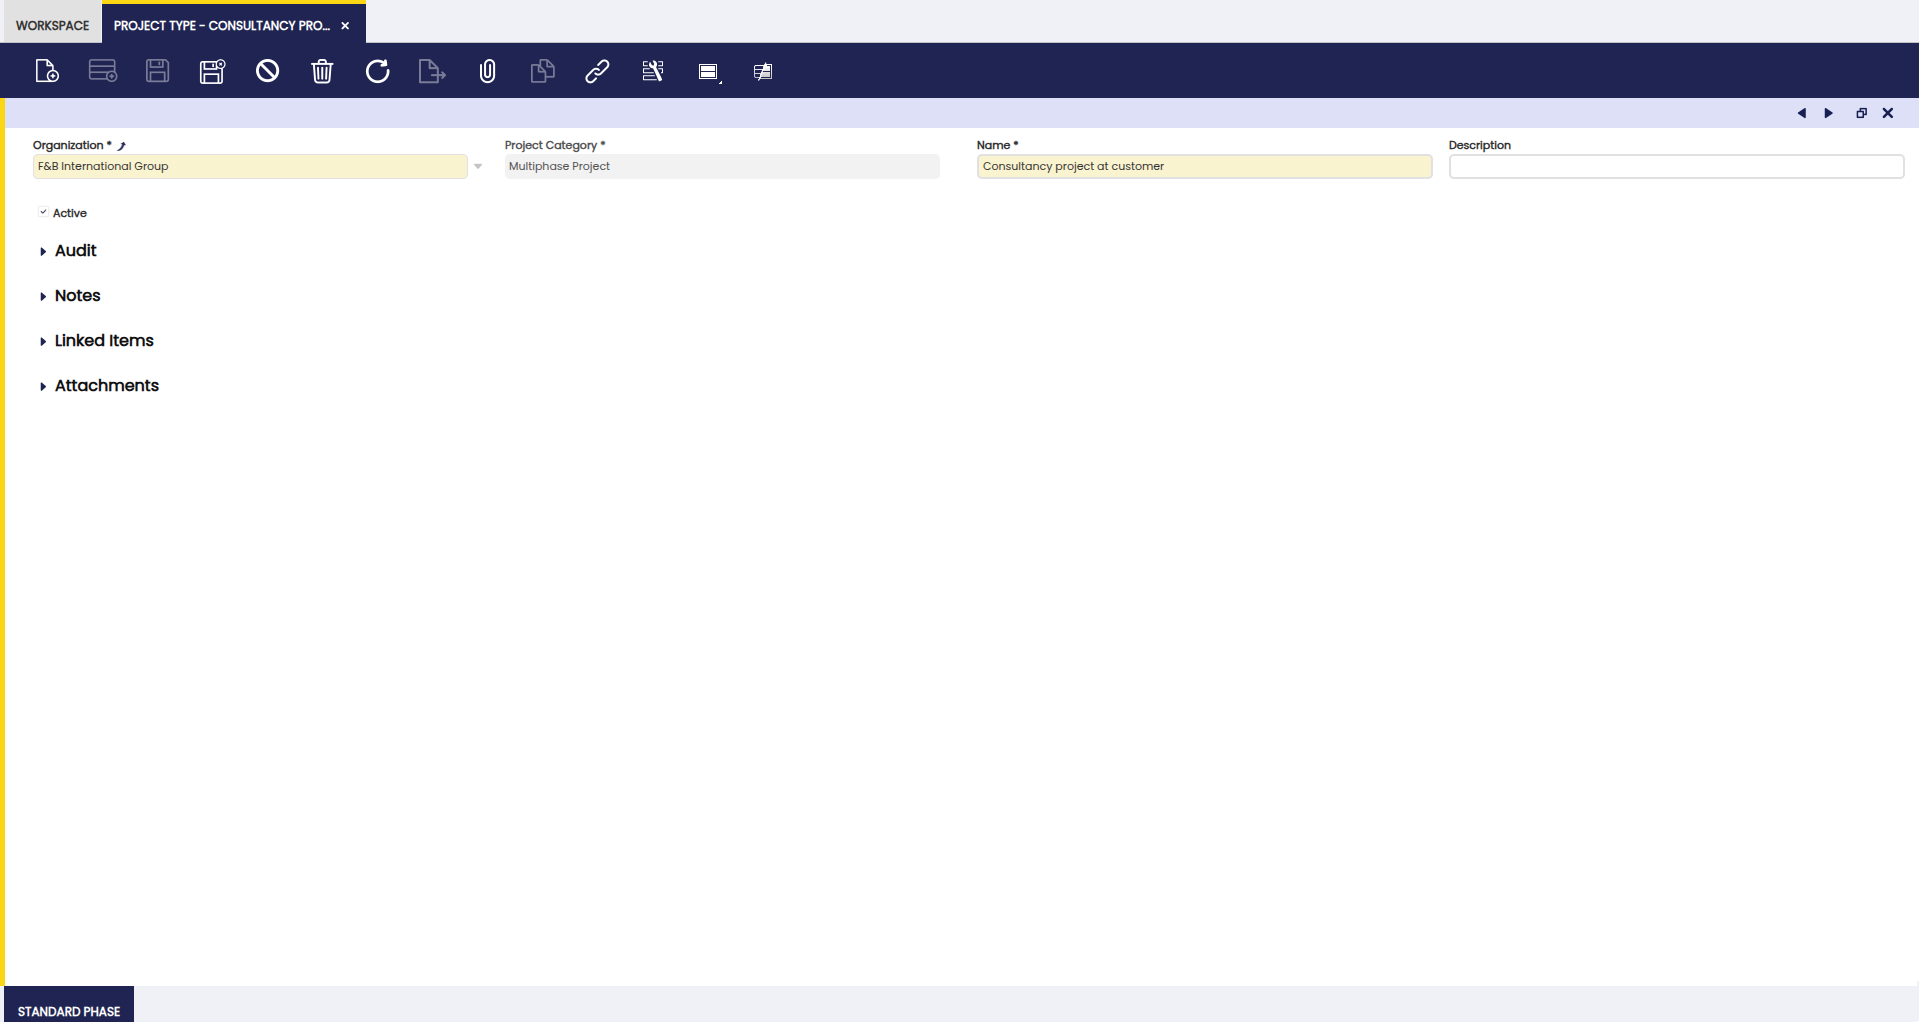 WORKSPACE
PROJECT TYPE - CONSULTANCY PRO...
Organization *
Project Category *
Name *
Description
F&B International Group
Multiphase Project
Consultancy project at customer
Active
Audit
Notes
Linked Items
Attachments
STANDARD PHASE